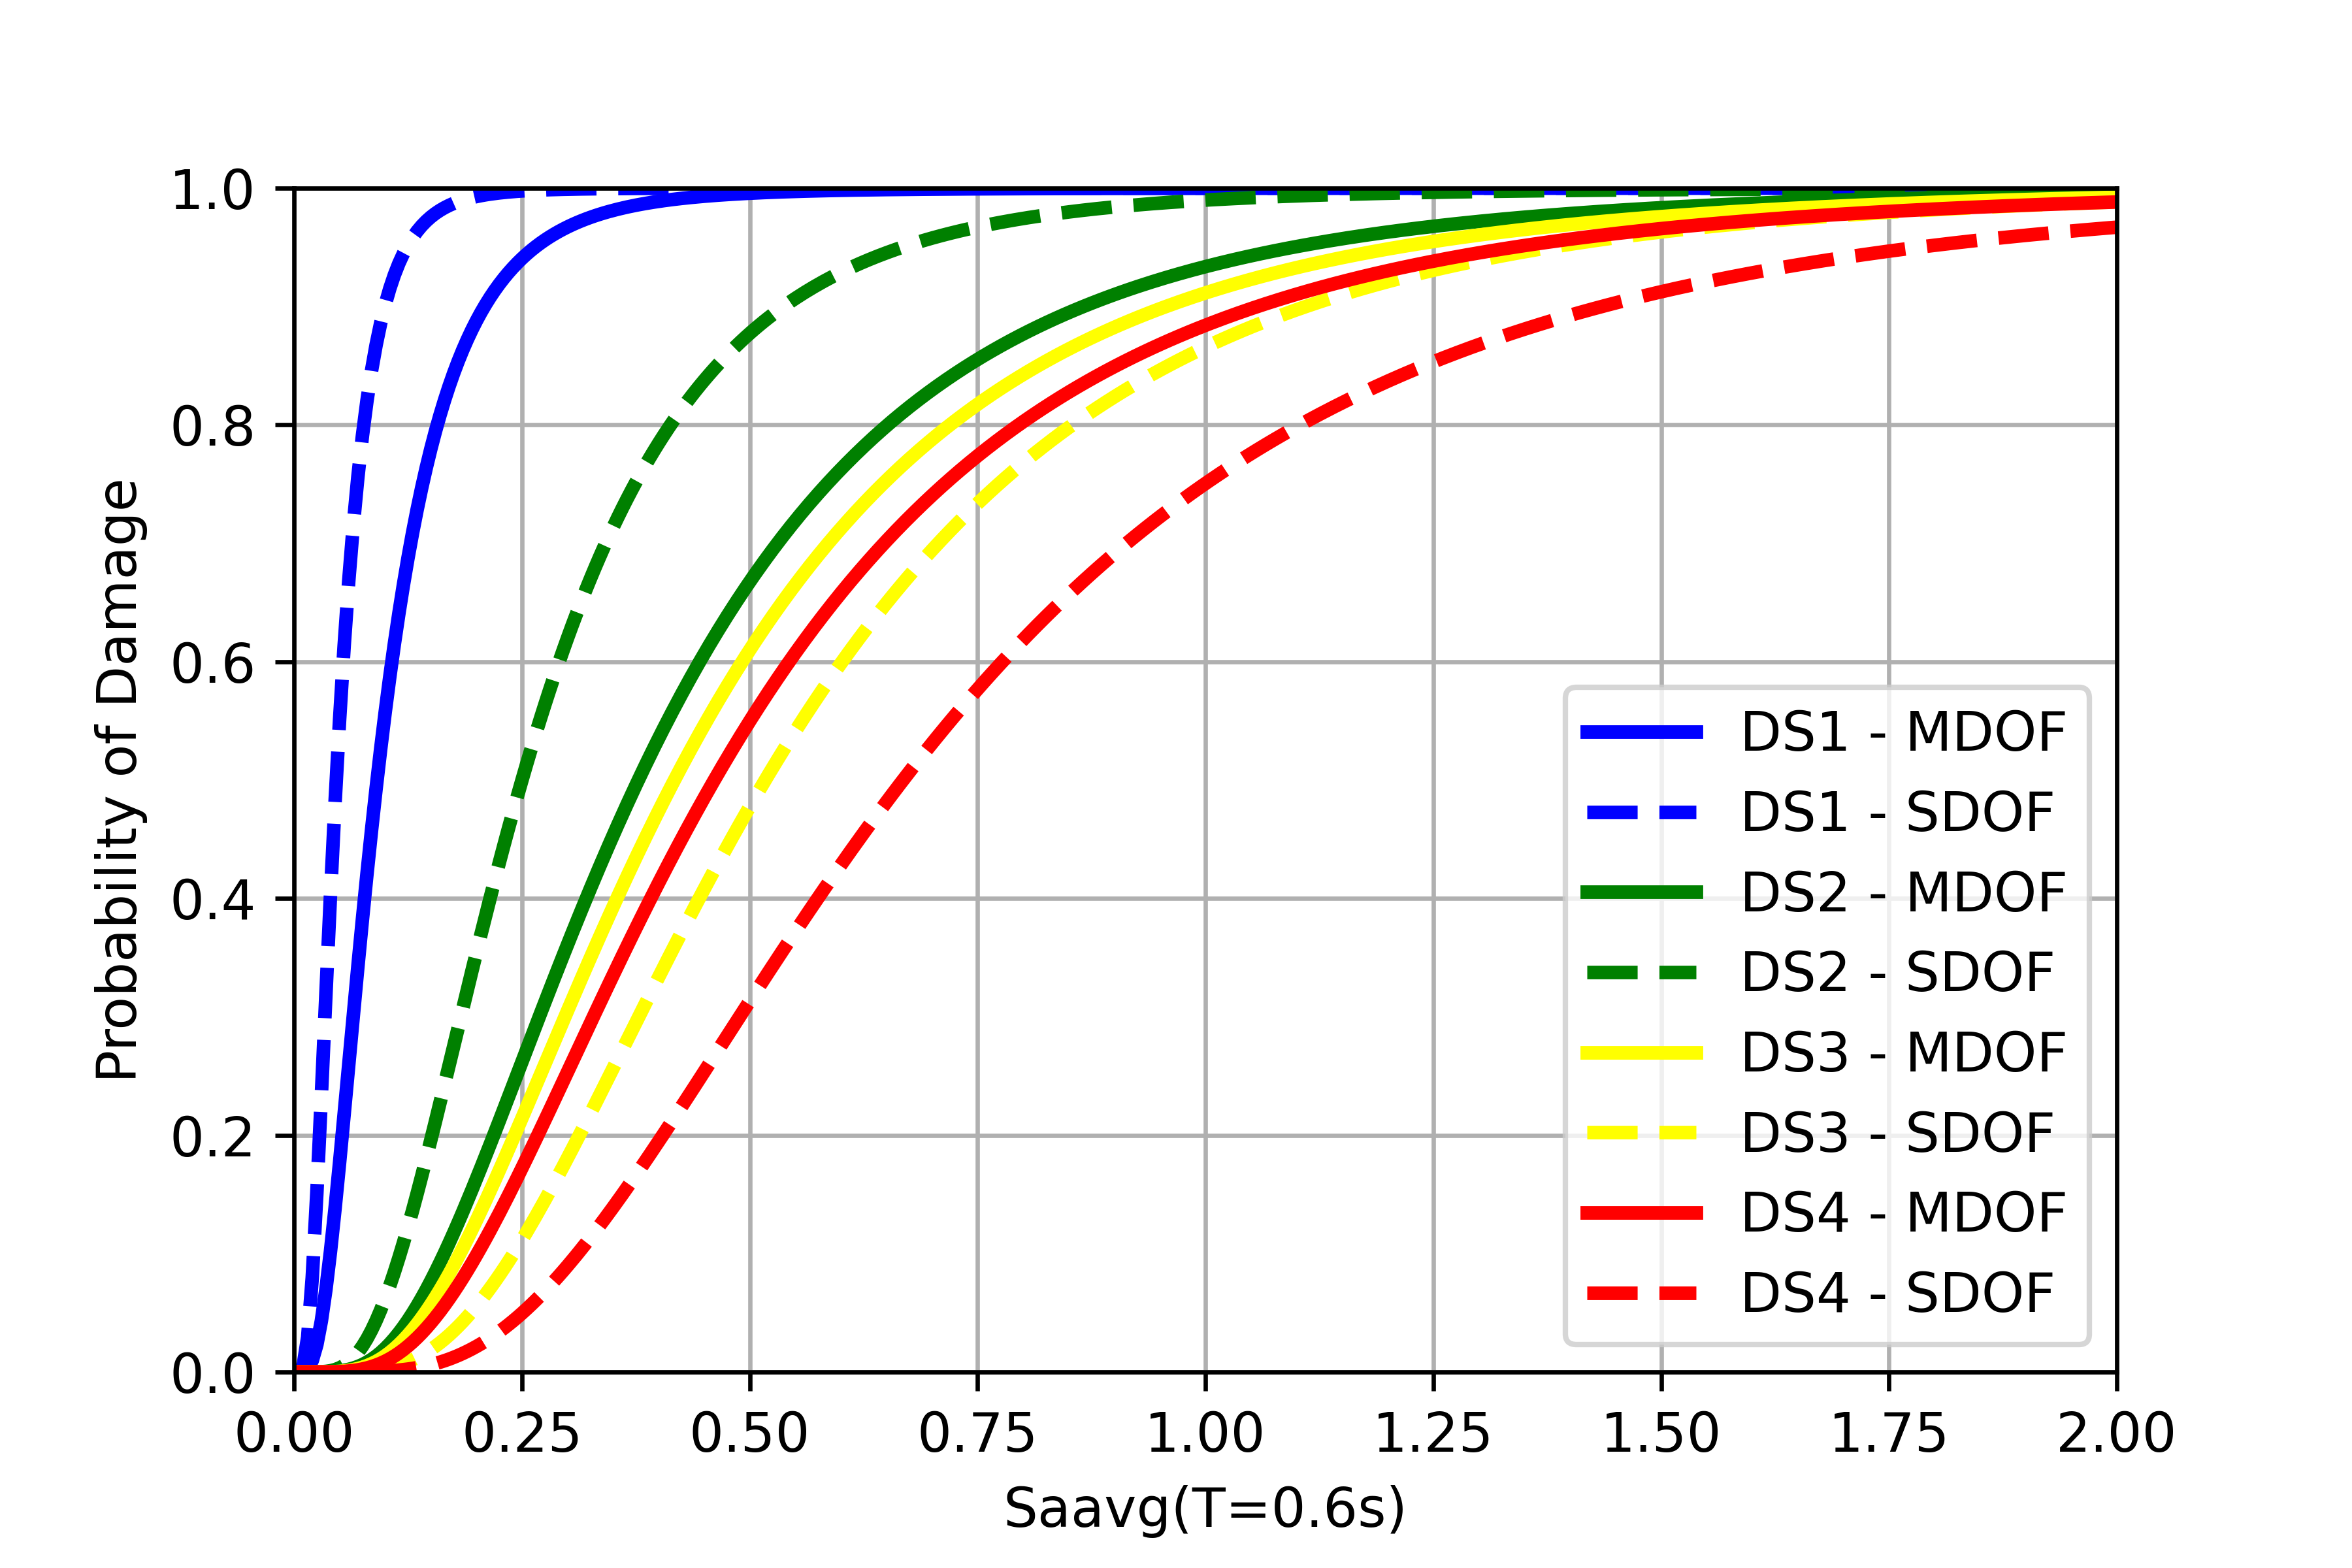 1.0
0.8
0.6
0.4
0.2
0.0
Probability of Damage
0.00 0.25 0.50 0.75 1.00 1.25 1.50 1.75 2.00
Saavg(T=0.6s)
DS1 - MDOF
DS1 - SDOF
DS2 - MDOF
DS2 - SDOF
DS3 - MDOF
DS3 - SDOF
DS4 - MDOF
DS4 - SDOF